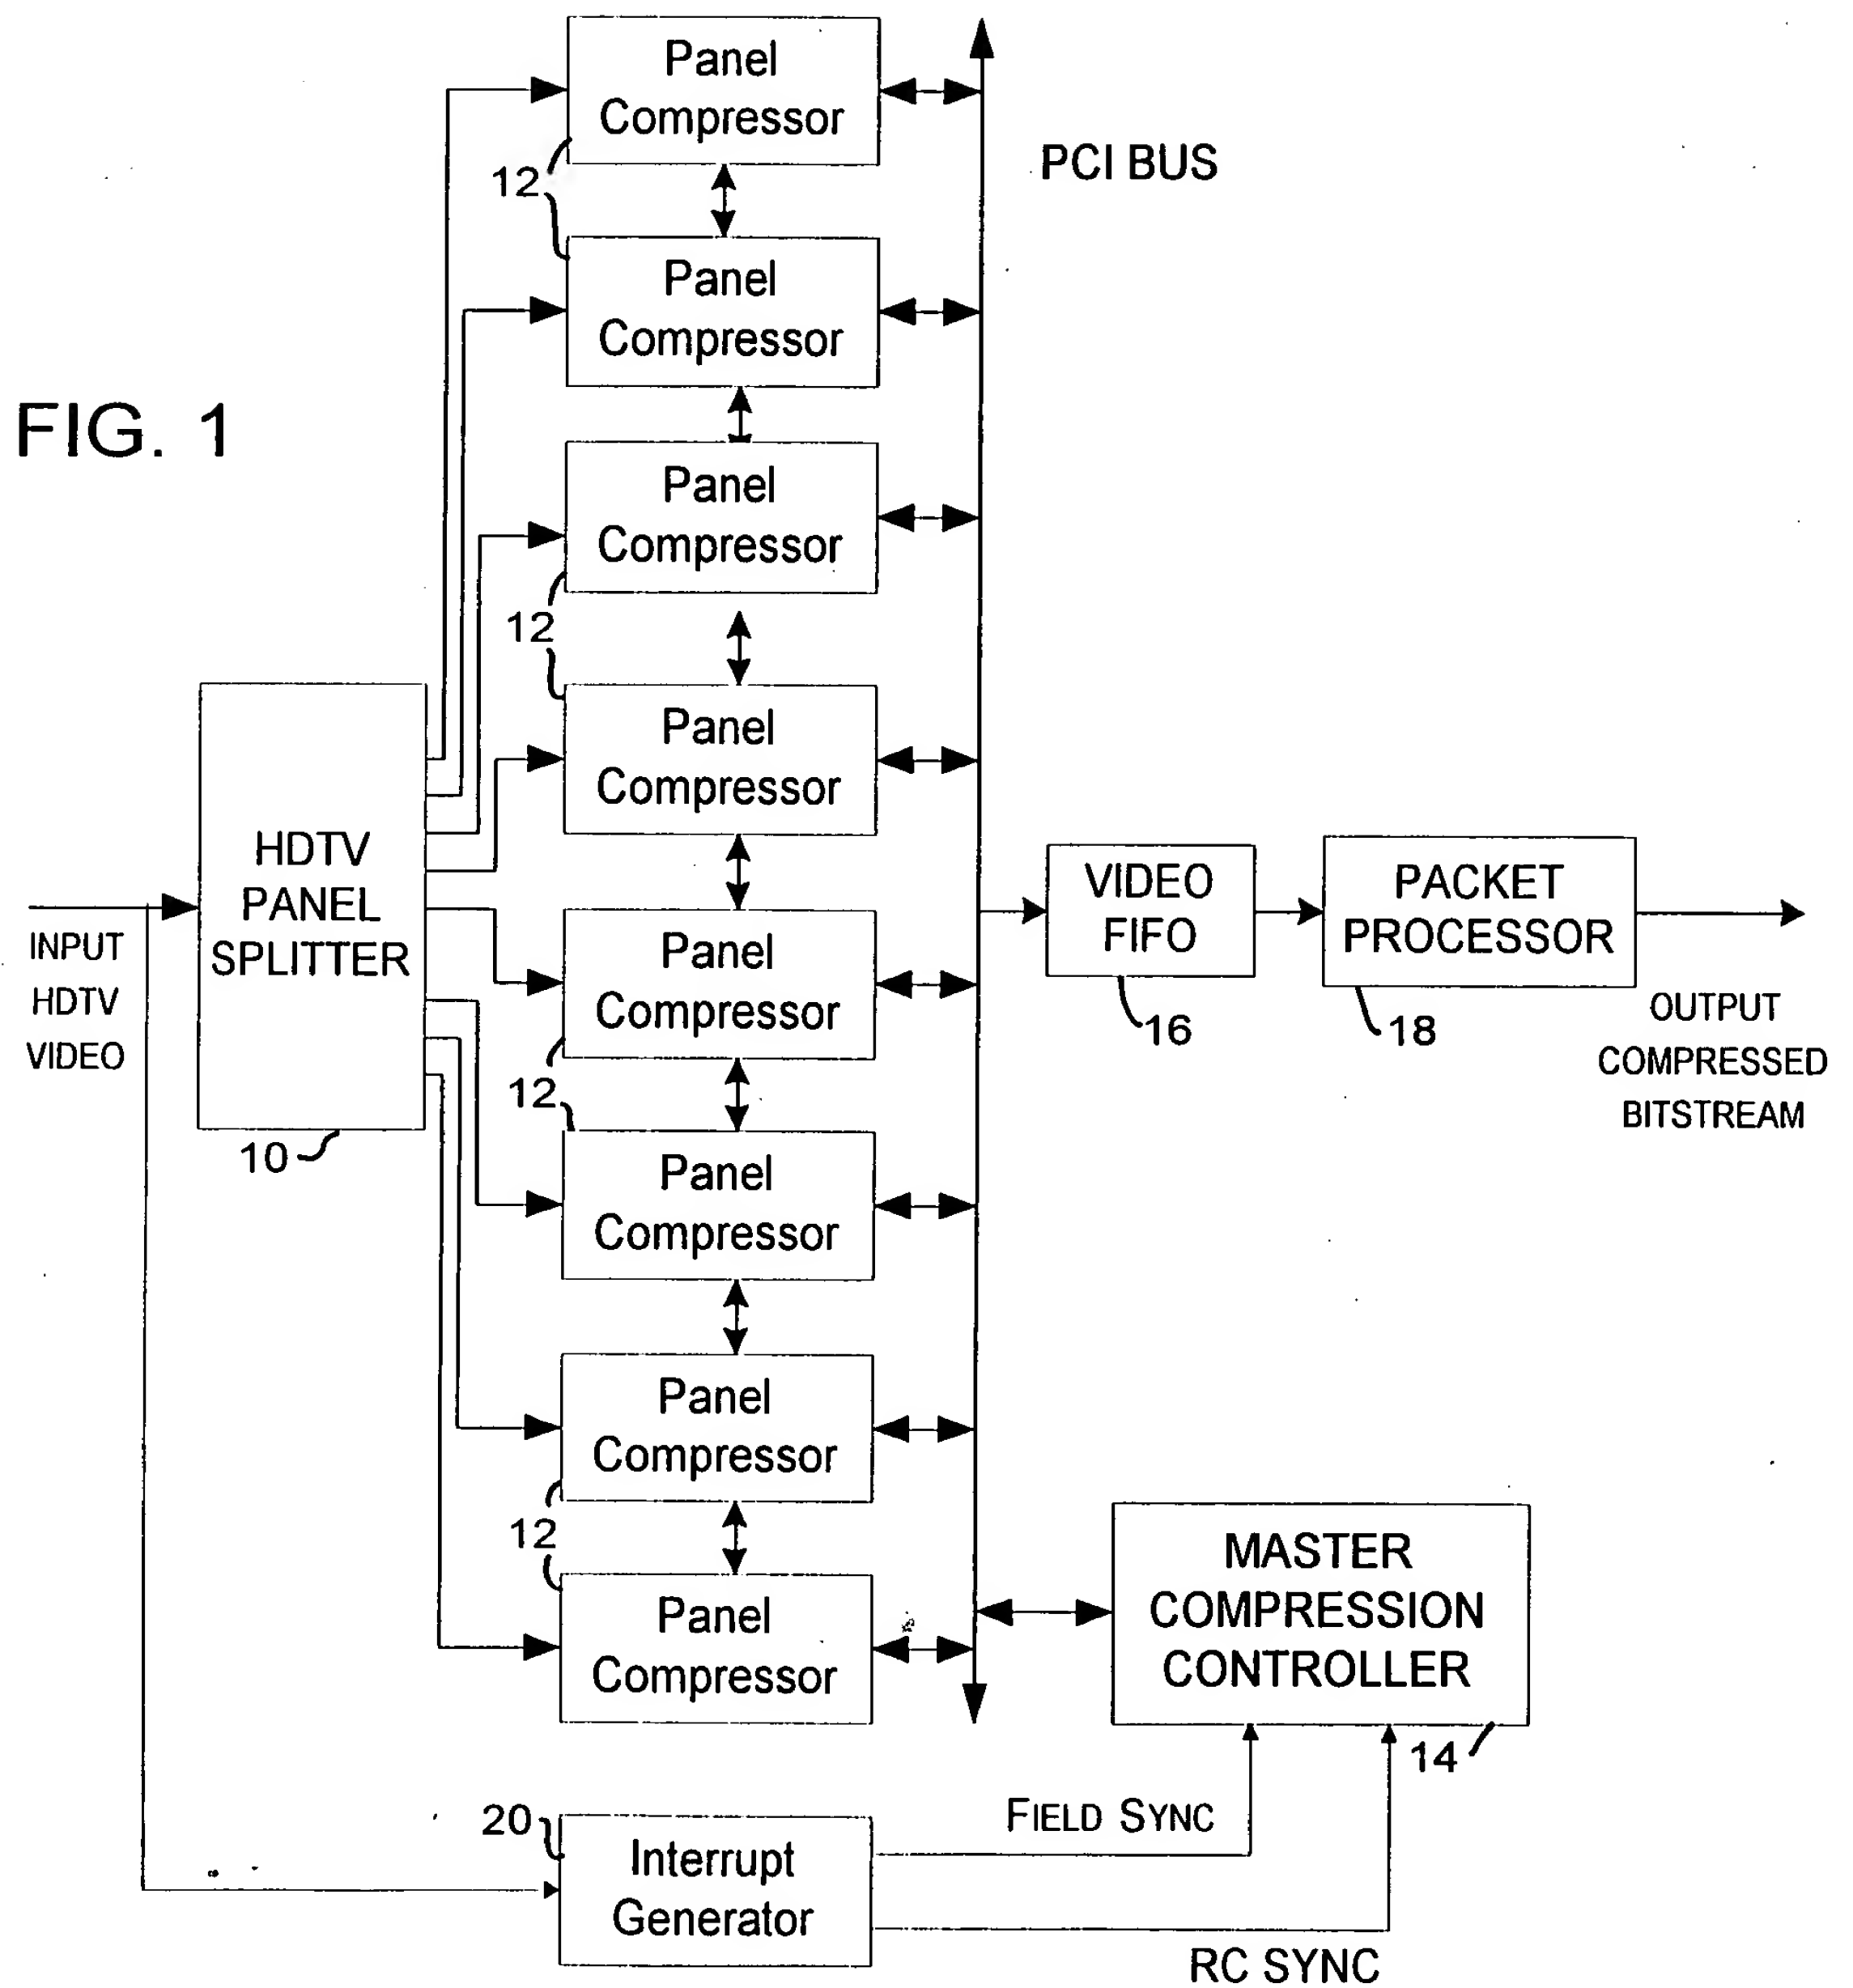 Panel
Compressor
PCI BUS
12
Panel
Compressor
FIG. 1
Panel
Compressor
12
Panel
Compressor
HDTV
PANEL
SPLITTER
VIDEO
FIFO
PACKET
PROCESSOR
INPUT
HDTV
VIDEO
Panel
Compressor
16
18
OUTPUT
COMPRESSED
BITSTREAM
12
10
Panel
Compressor
Panel
Compressor
12
MASTER
COMPRESSION
CONTROLLER
Panel
Compressor
14
20
FIELD SYNC
Interrupt
Generator
RC SYNC